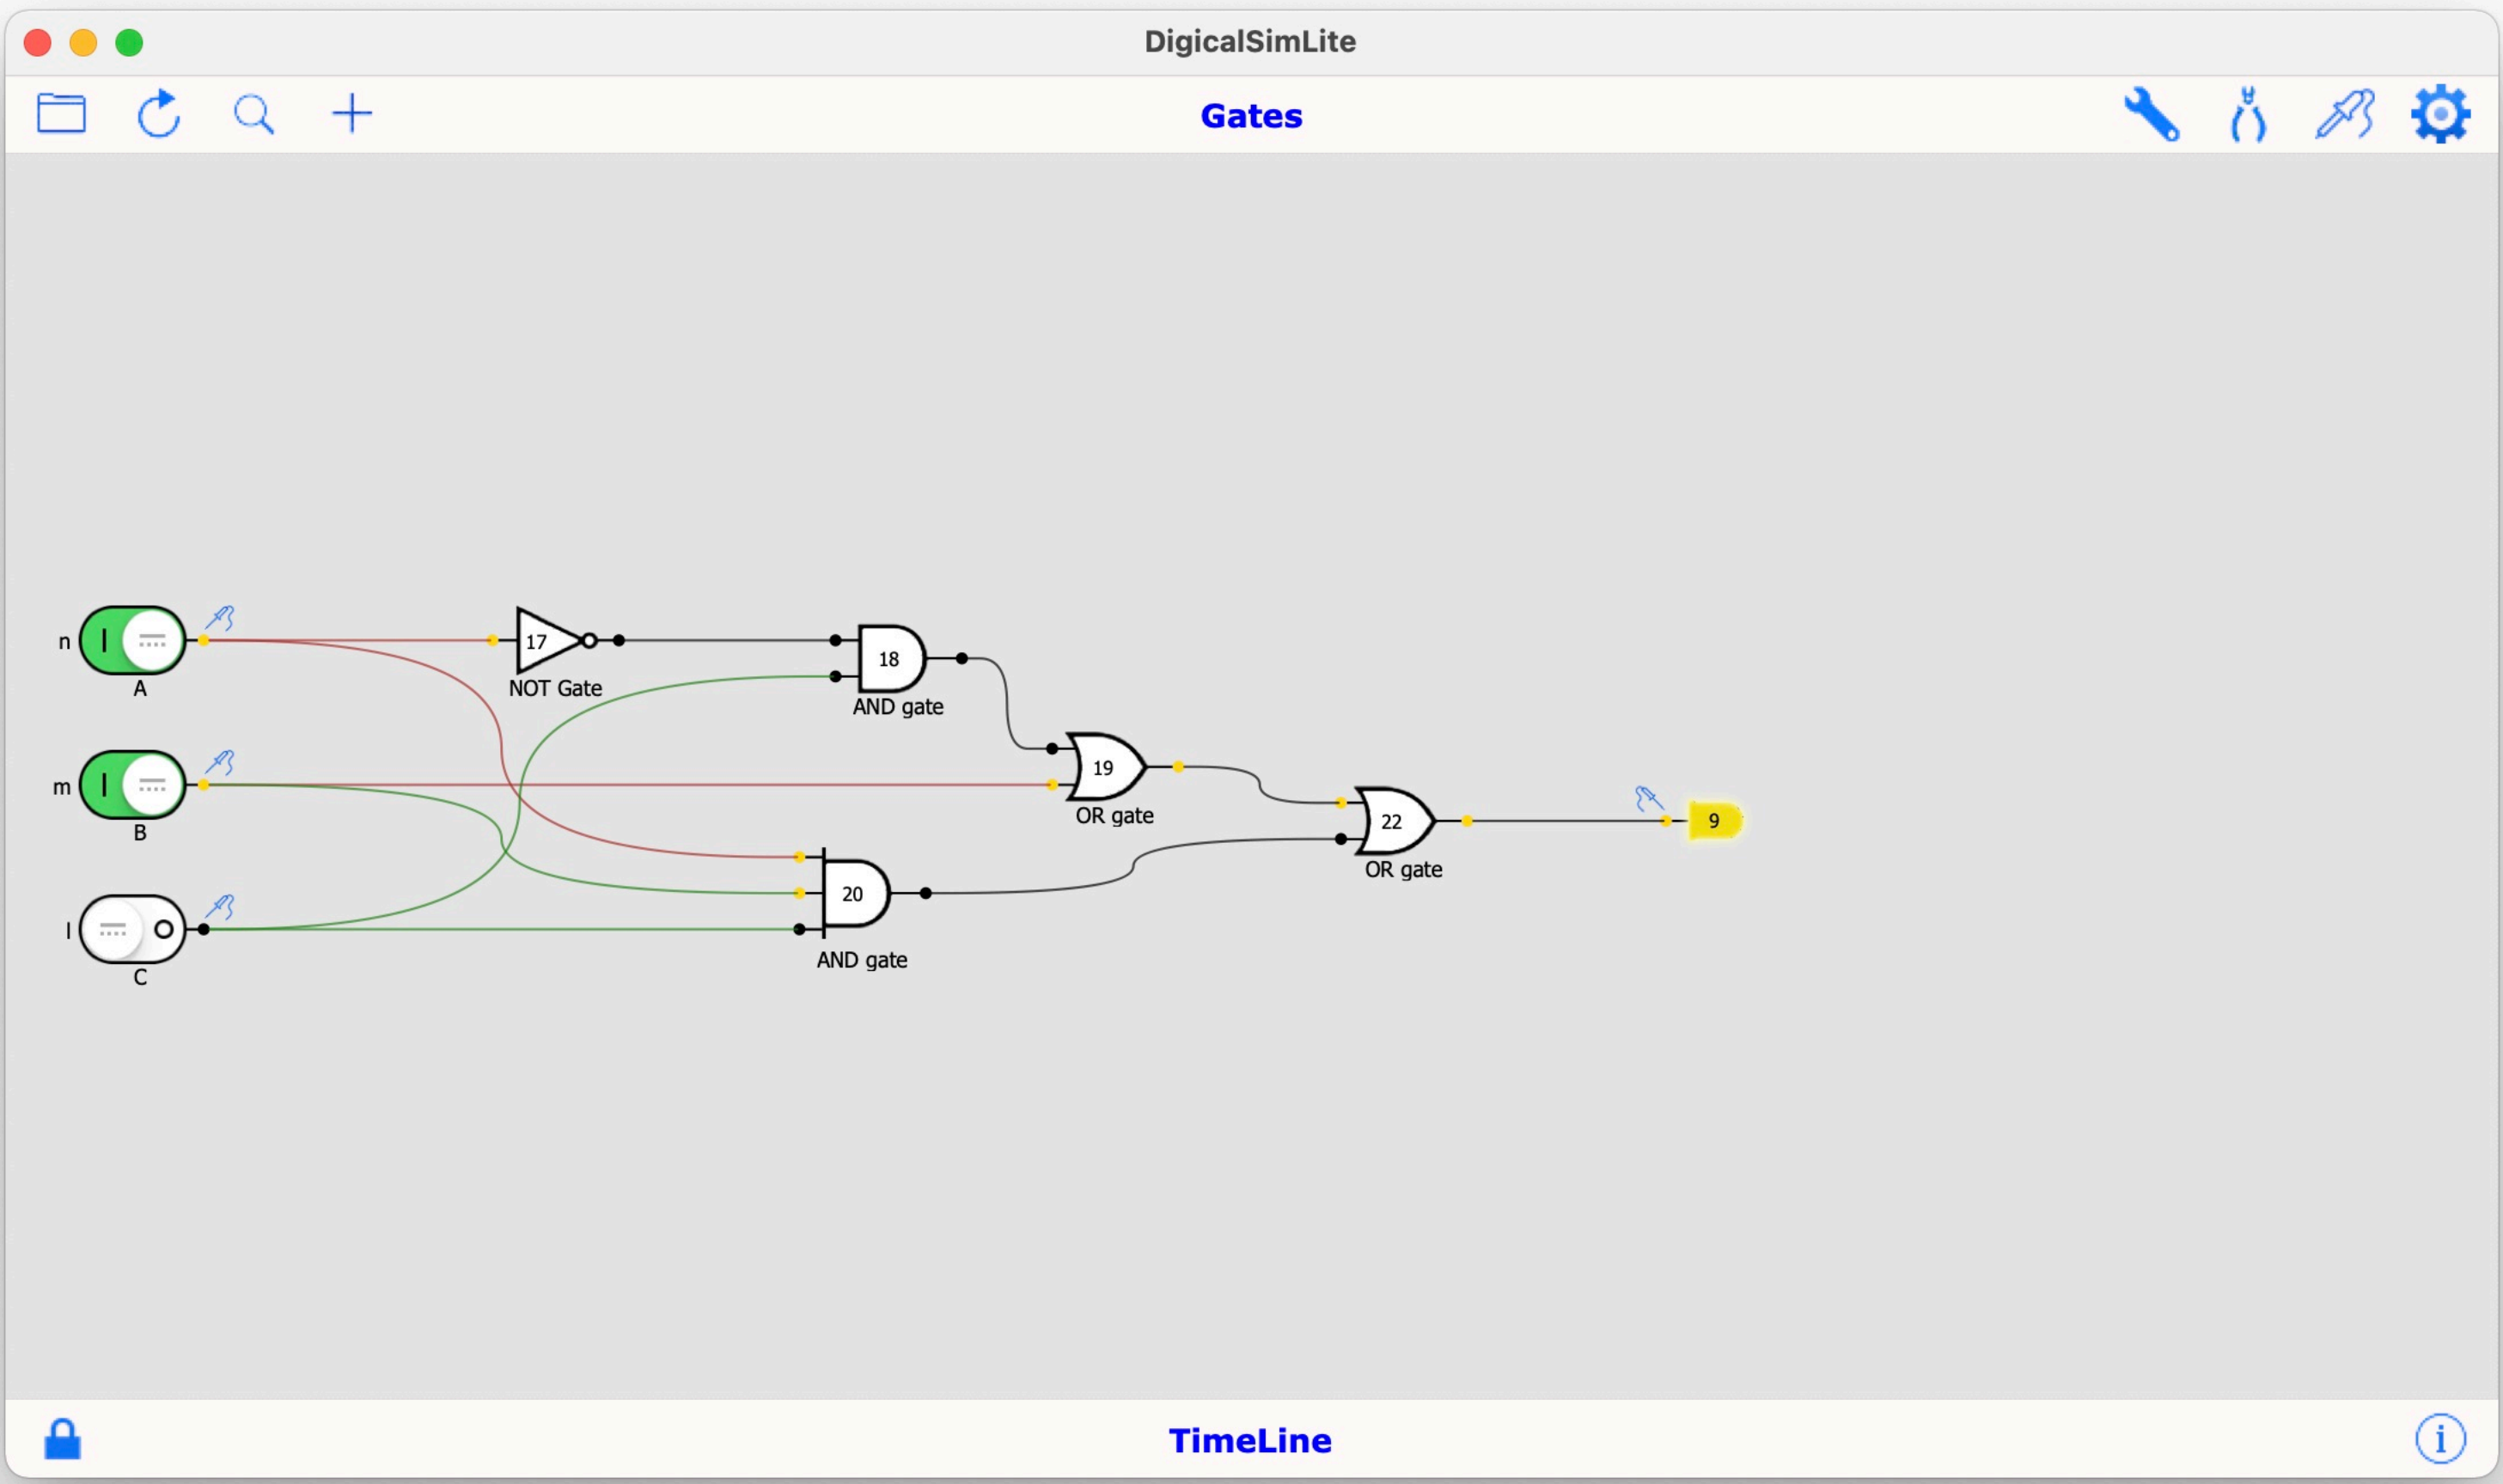 DigicalSimLite
Gates
n
A
17
NOT Gate
18
AND gate
m
B
19
OR gate
22
OR gate
9
l
C
20
AND gate
TimeLine
i